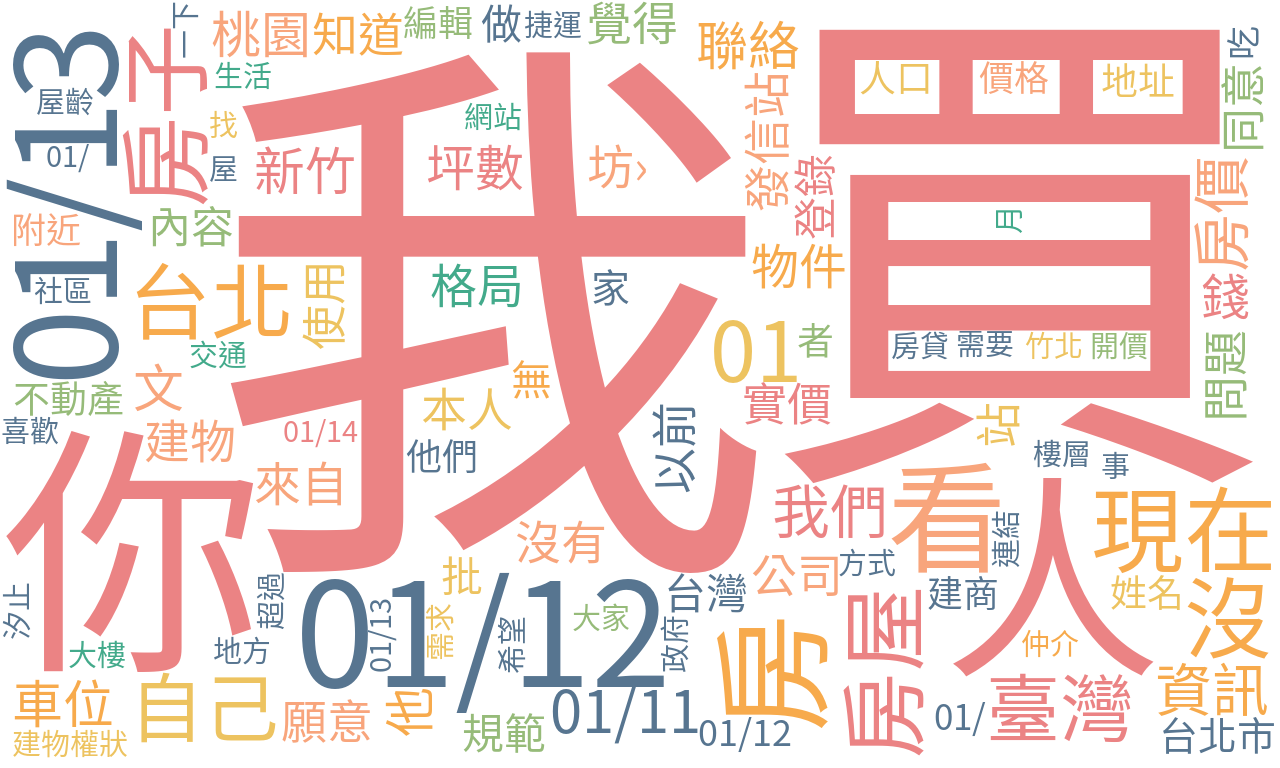 我
買
01/13
你
人
01/12
房子
一下
桃園
知道
編輯
做
捷運
覺得
聯絡
人口
價格
地址
吃
同意
屋齡
生活
找
網站
發信站
登錄
01/
屋
新竹
坪數
坊›
房價
附近
內容
月
台北
使用
格局
家
物件
錢
社區
01
者
房貸
需要
竹北
開價
問題
交通
文
無
實價
不動產
本人
以前
站
喜歡
建物
01/14
他們
樓層
事
來自
我們
看
現在
沒有
連結
批
台灣
公司
方式
建商
姓名
沒
汐止
超過
01/13
需求
希望
大家
政府
房
房屋
大樓
地方
仲介
資訊
車位
自己
願意
他
規範
01/11
01/12
01/
臺灣
台北市
建物權狀